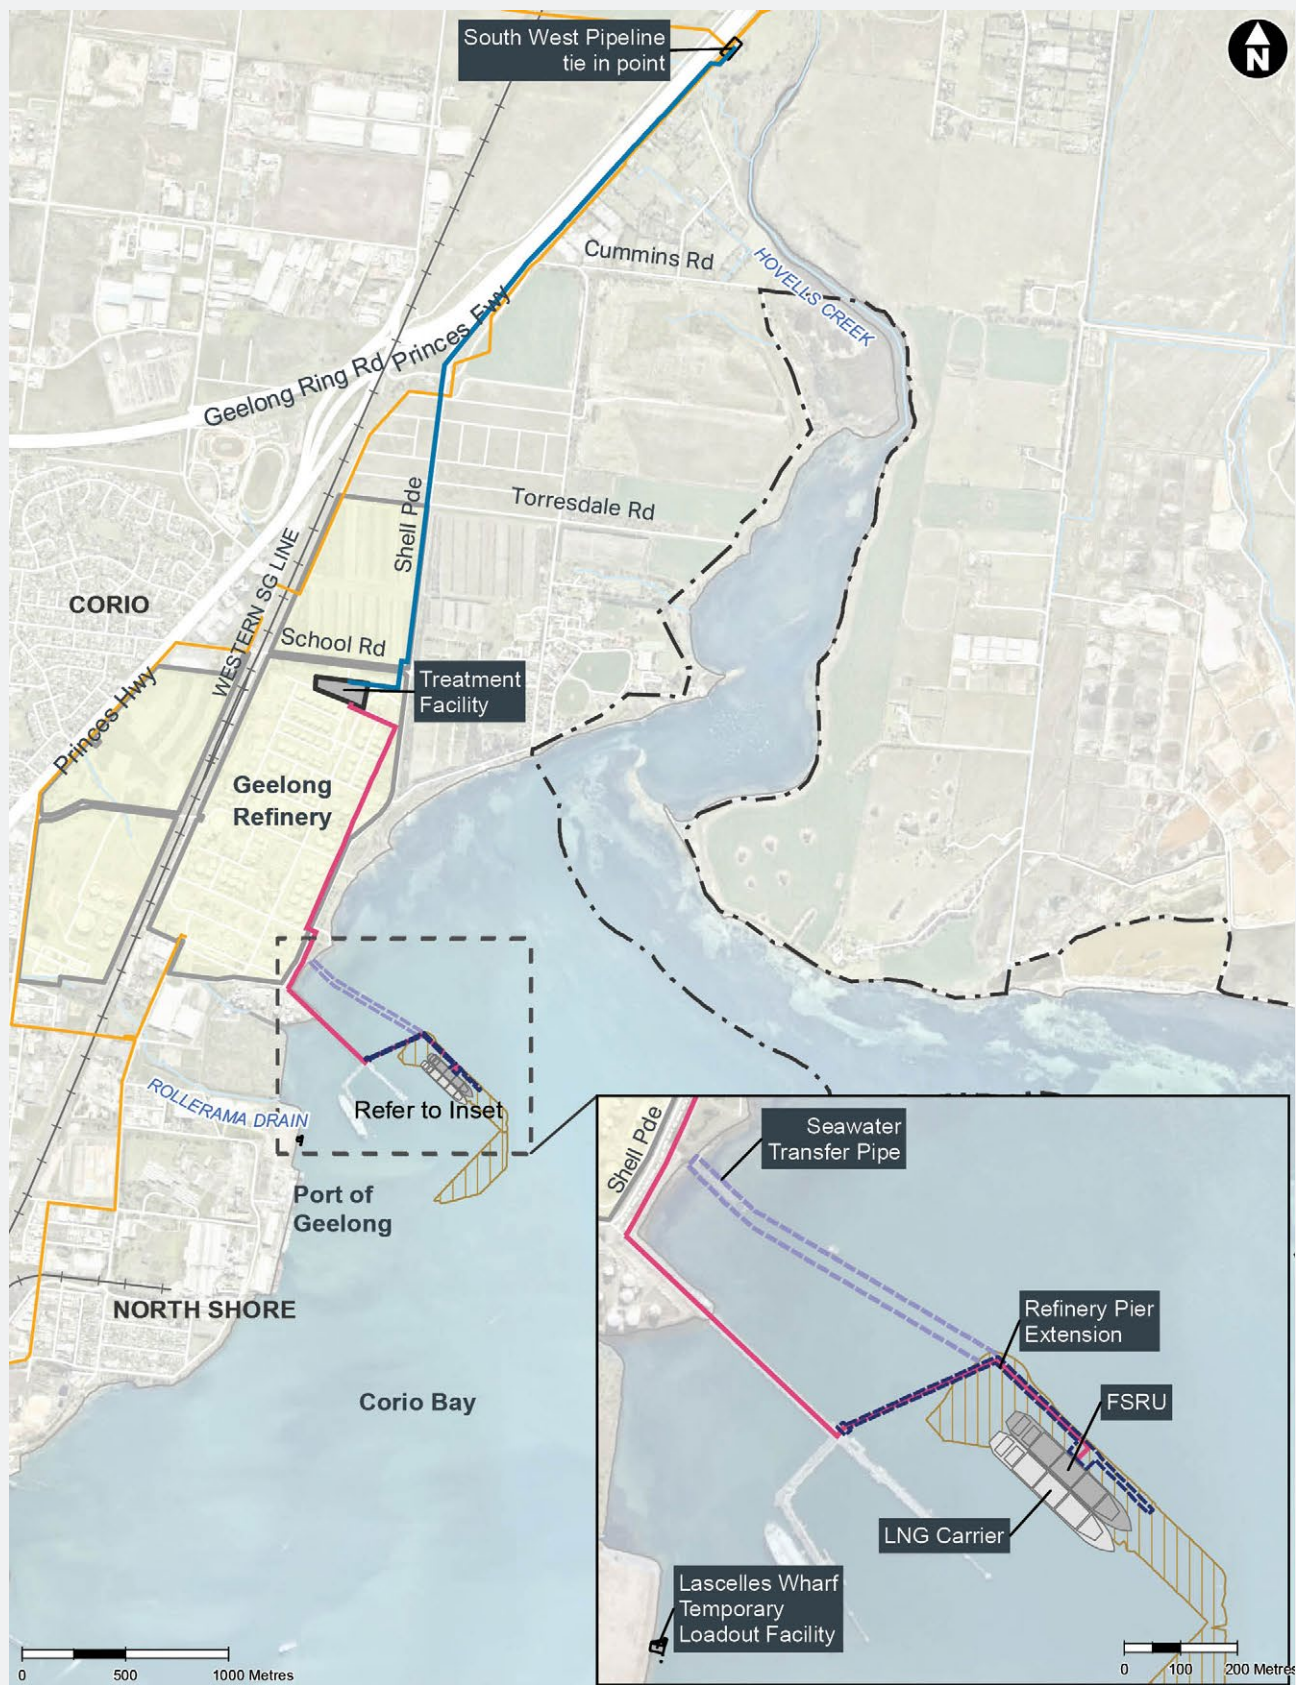 South West Pipeline
tie in point
N
Cummins Rd
HOVELLS CREEK
Princes Fwy
Geelong Ring Rd
Shell Pde
Torresdale Rd
WESTERN SG LINE
CORIO
School Rd
Treatment
Facility
Princes Hwy
Geelong
Refinery
ROLLERAMA DRAIN
Refer to Inset
Port of
Geelong
NORTH SHORE
Corio Bay
0 500 1000 Metres
Shell Pde
Seawater
Transfer Pipe
Refinery Pier
Extension
FSRU
LNG Carrier
Lascelles Wharf
Temporary
Loadout Facility
0 100 200 Metres